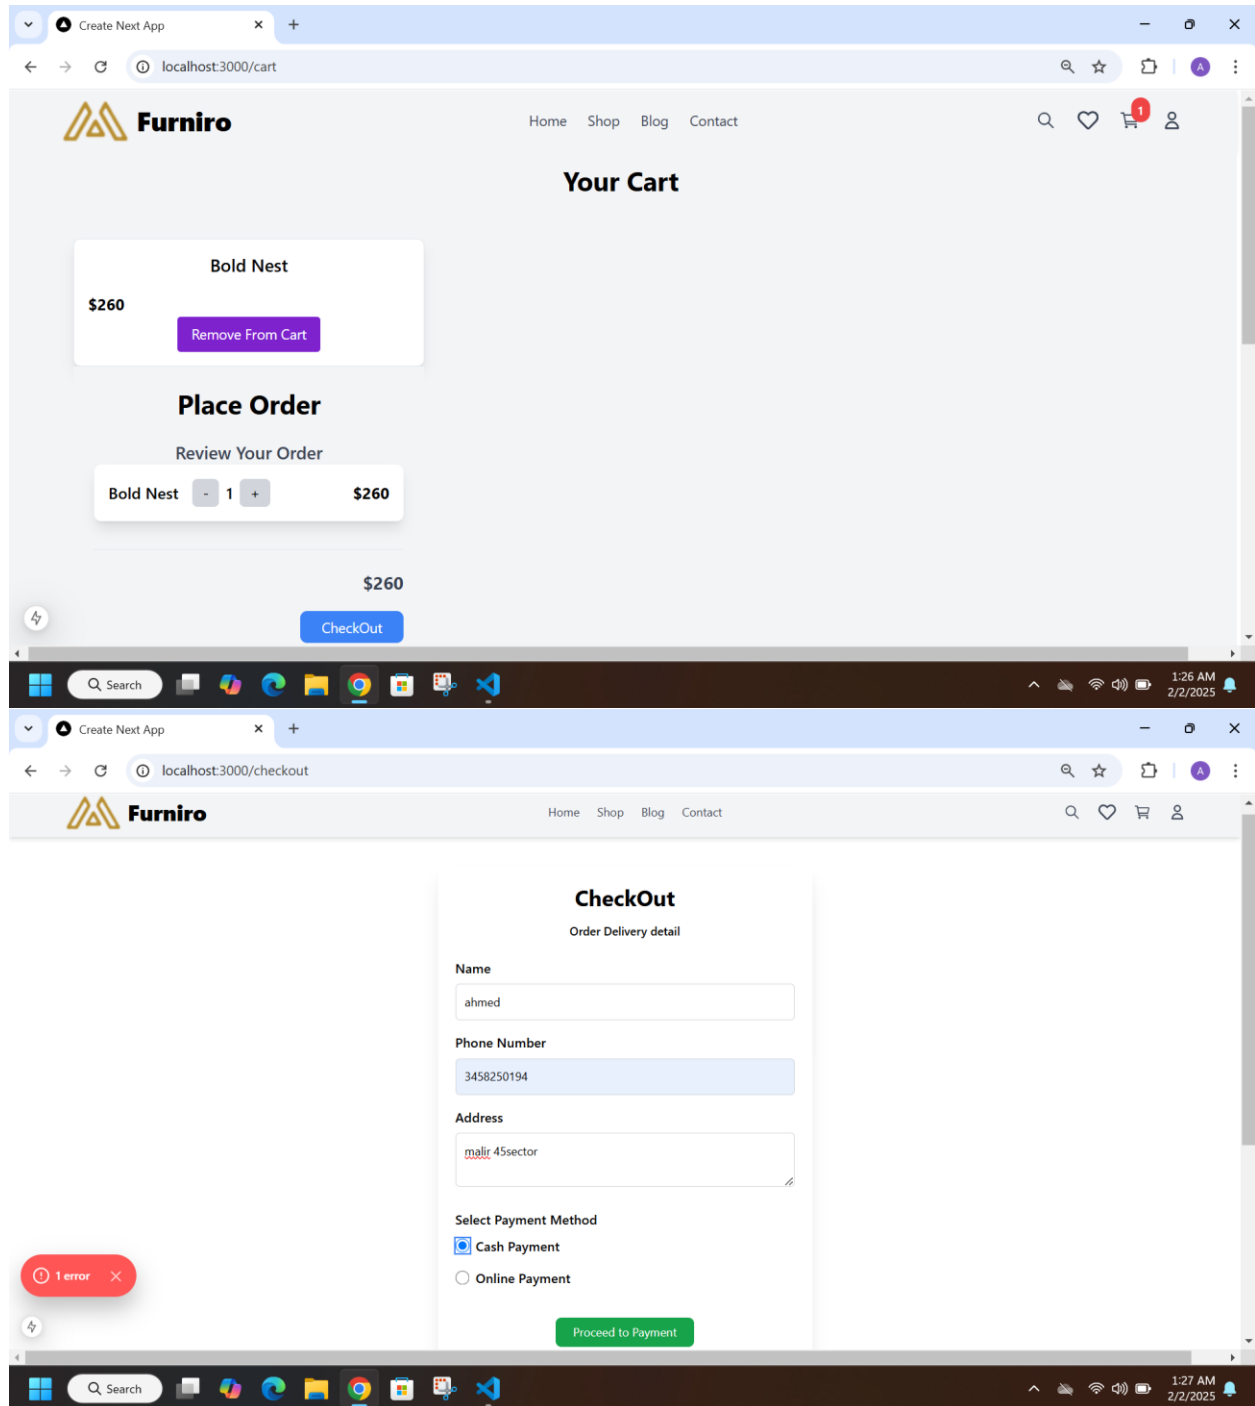 Create Next App
localhost:3000/cart
A
Furniro
Home Shop Blog Contact
1
Your Cart
Bold Nest
$260
Remove From Cart
Place Order
Review Your Order
Bold Nest - 1 + $260
$260
CheckOut
Search
1:26 AM
2/2/2025
Create Next App
localhost:3000/checkout
A
Furniro
Home Shop Blog Contact
CheckOut
Order Delivery detail
Name
ahmed
Phone Number
3458250194
Address
malir 45sector
Select Payment Method
Cash Payment
1 error
Online Payment
Proceed to Payment
Search
1:27 AM
2/2/2025